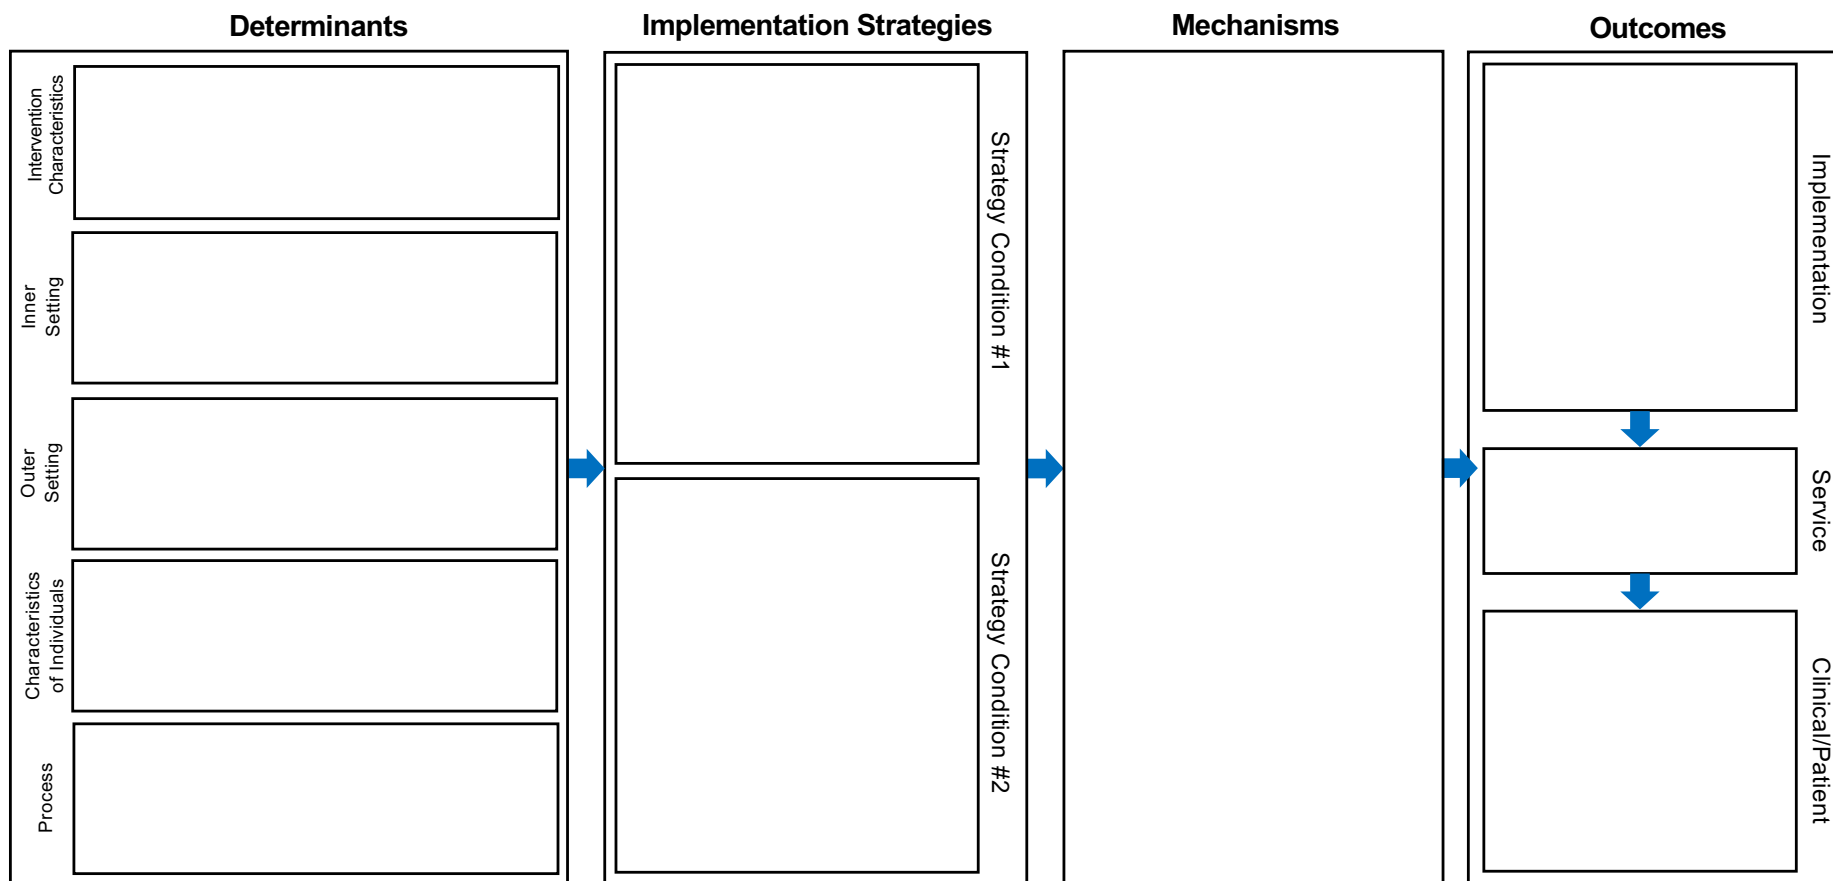 Determinants
Implementation Strategies
Mechanisms
Outcomes
Intervention
Characteristics
Inner
Setting
Outer
Setting
Characteristics
of Individuals
Process
Strategy Condition #1
Strategy Condition #2
Implementation
Service
Clinical/Patient